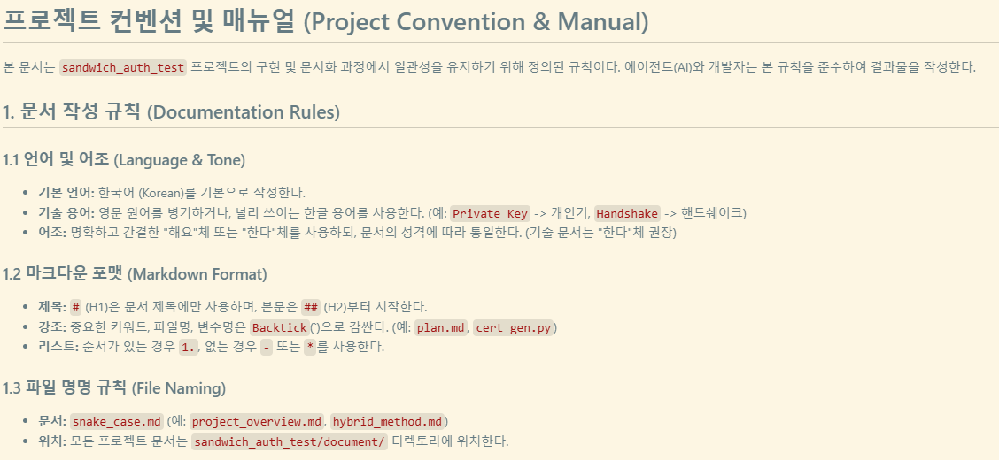 프로젝트 컨벤션 및 매뉴얼 (Project Convention & Manual)
본 문서는 sandwich_auth_test 프로젝트의 구현 및 문서화 과정에서 일관성을 유지하기 위해 정의된 규칙이다. 에이전트(AI)와 개발자는 본 규칙을 준수하여 결과물을 작성한다.
1. 문서 작성 규칙 (Documentation Rules)
1.1 언어 및 어조 (Language & Tone)
• 기본 언어: 한국어 (Korean)를 기본으로 작성한다.
• 기술 용어: 영문 원어를 병기하거나, 널리 쓰이는 한글 용어를 사용한다. (예: Private Key -> 개인키, Handshake -> 핸드쉐이크)
• 어조: 명확하고 간결한 "해요"체 또는 "한다"체를 사용하되, 문서의 성격에 따라 통일한다. (기술 문서는 "한다"체 권장)
1.2 마크다운 포맷 (Markdown Format)
• 제목: # (H1)은 문서 제목에만 사용하며, 본문은 ## (H2)부터 시작한다.
• 강조: 중요한 키워드, 파일명, 변수명은 Backtick(`)으로 감싼다. (예: plan.md, cert_gen.py)
• 리스트: 순서가 있는 경우 1., 없는 경우 - 또는 *를 사용한다.
1.3 파일 명명 규칙 (File Naming)
• 문서: snake_case.md (예: project_overview.md, hybrid_method.md)
• 위치: 모든 프로젝트 문서는 sandwich_auth_test/document/ 디렉토리에 위치한다.